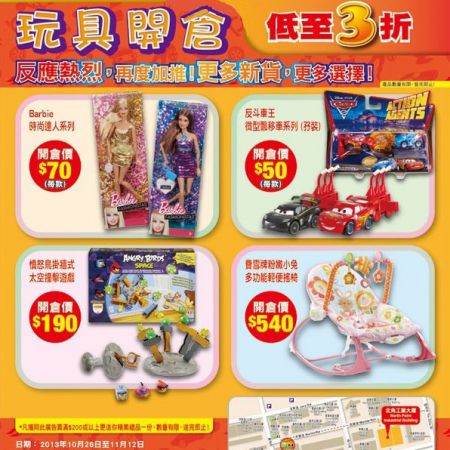 玩具開倉
低至3折
反應熱烈，再度加推！更多新貨，更多選擇！
Barbie
時尚達人系列
開倉價
$70
(每款)
Barbie
Barbie
反斗車王
微型飄移車系列 (孖裝)
開倉價
$50
(每款)
ACTION
AGENTS
憤怒鳥掛牆式
太空撞擊遊戲
開倉價
$190
ANGRY BIRDS
SPACE
費雪牌粉嫩小兔
多功能輕便搖椅
開倉價
$540
北角工業大廈
North Point
Industrial Building
日期：2013年10月26日至11月12日